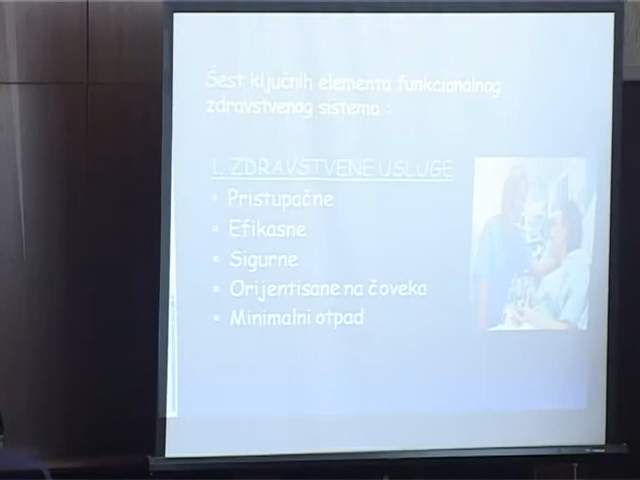 Šest ključnih elementa funkcionalnog
zdravstvenog sistema :
1. ZDRAVSTVENE USLUGE
• Pristupačne
• Efikasne
• Sigurne
• Orijentisane na čoveka
• Minimalni otpad